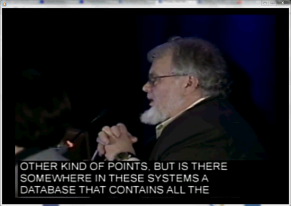 OTHER KIND OF POINTS, BUT IS THERE
SOMEWHERE IN THESE SYSTEMS A
DATABASE THAT CONTAINS ALL THE